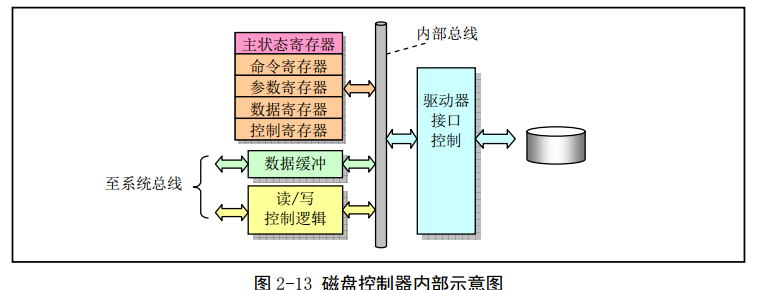 主状态寄存器
命令寄存器
参数寄存器
数据寄存器
控制寄存器
内部总线
驱动器
接口
控制
至系统总线
数据缓冲
读/写
控制逻辑
图 2-13 磁盘控制器内部示意图